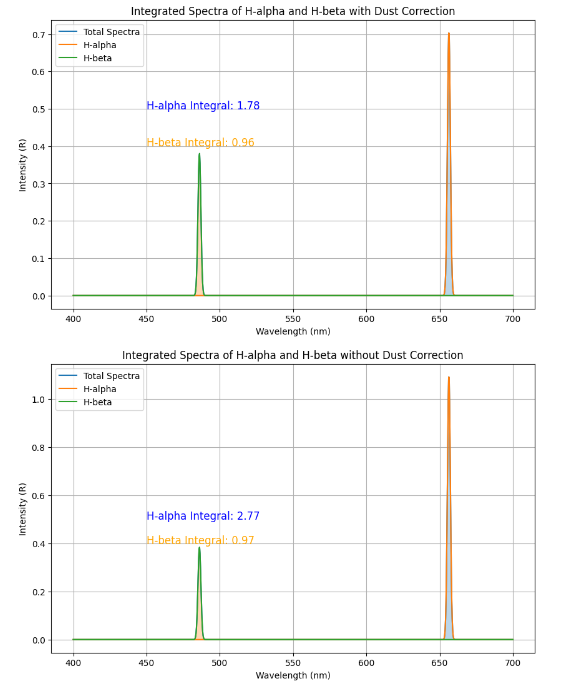 Integrated Spectra of H-alpha and H-beta with Dust Correction
Total Spectra
H-alpha
H-beta
0.7
0.6
0.5
0.4
0.3
0.2
0.1
0.0
Intensity (R)
H-alpha Integral: 1.78
H-beta Integral: 0.96
400 450 500 550 600 650 700
Wavelength (nm)
Integrated Spectra of H-alpha and H-beta without Dust Correction
Total Spectra
H-alpha
H-beta
1.0
0.8
0.6
0.4
0.2
0.0
Intensity (R)
H-alpha Integral: 2.77
H-beta Integral: 0.97
400 450 500 550 600 650 700
Wavelength (nm)